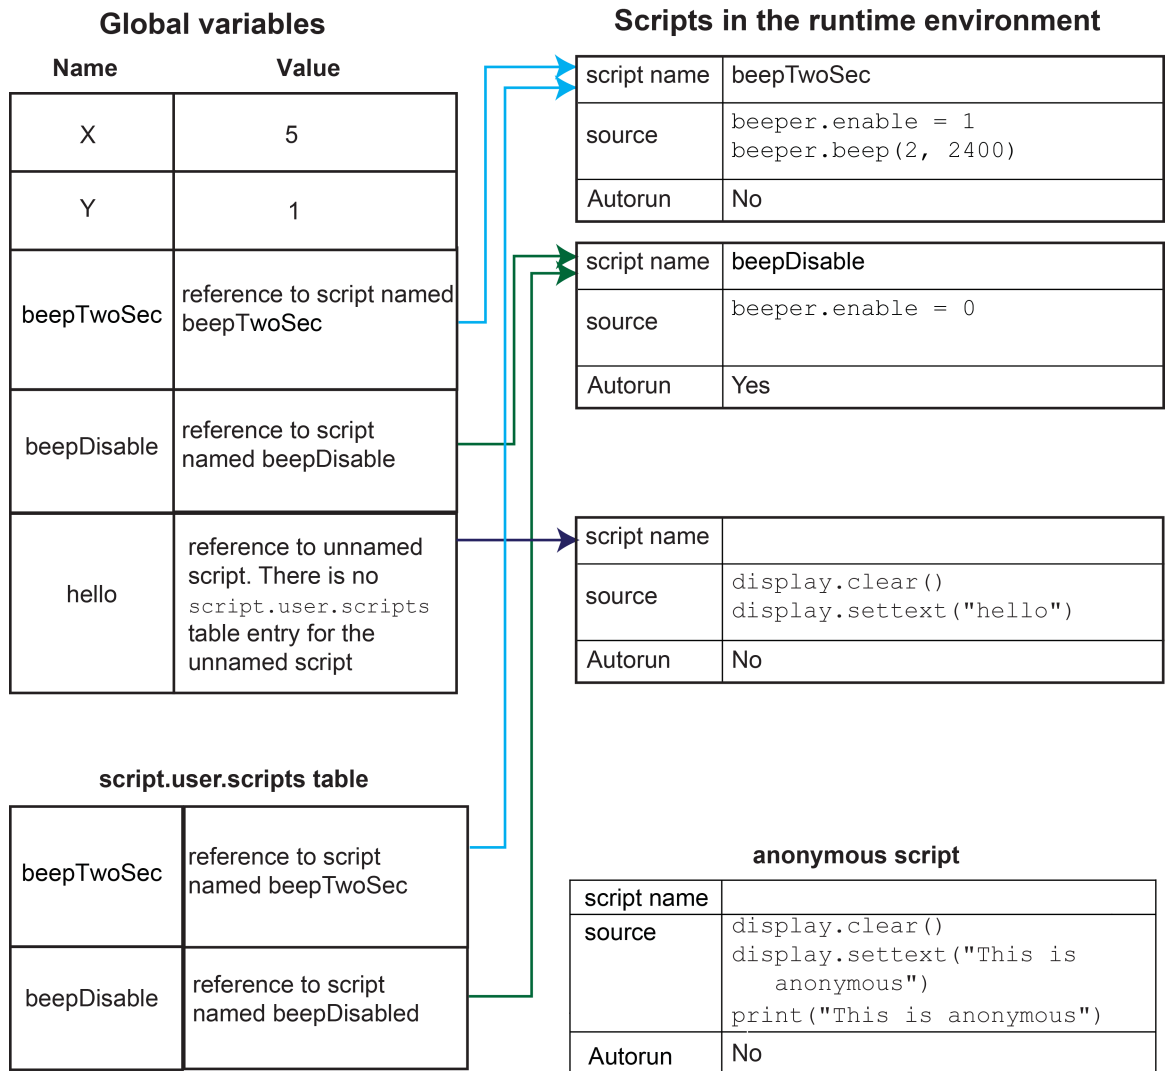 Global variables
Name Value
X 5
Y 1
beepTwoSec
reference to script named
beepTwoSec
beepDisable
reference to script
named beepDisable
hello
reference to unnamed
script. There is no
script.user.scripts
table entry for the
unnamed script
script.user.scripts table
beepTwoSec
reference to script
named beepTwoSec
beepDisable
reference to script
named beepDisabled
Scripts in the runtime environment
script name beepTwoSec
source
beeper.enable = 1
beeper.beep(2, 2400)
Autorun No
script name beepDisable
source
beeper.enable = 0
Autorun Yes
script name
source
display.clear()
display.settext("hello")
Autorun No
anonymous script
script name
source
display.clear()
display.settext("This is
anonymous")
print("This is anonymous")
Autorun No